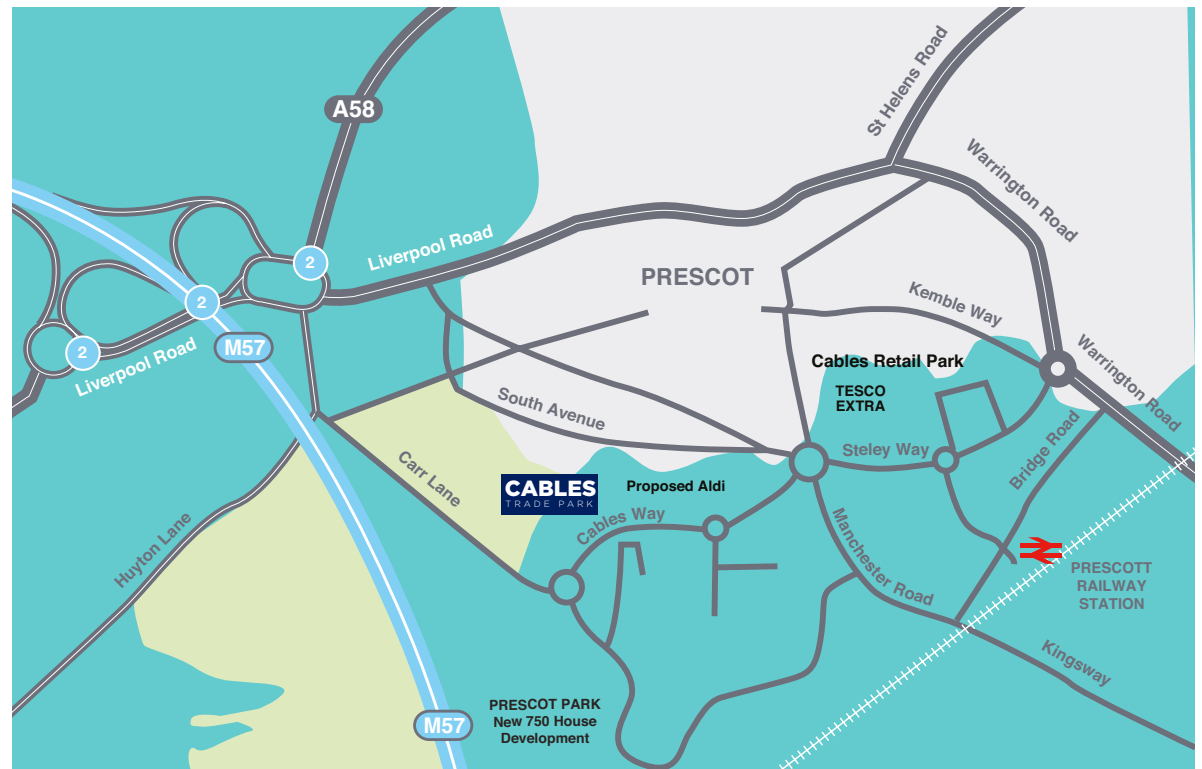 A58
St Helens Road
Warrington Road
Liverpool Road
2
2
2
M57
Liverpool Road
PRESCOT
Kemble Way
Cables Retail Park
TESCO
EXTRA
Warrington Road
South Avenue
Steley Way
Bridge Road
Carr Lane
CABLES
TRADE PARK
Proposed Aldi
Cables Way
Manchester Road
Huyton Lane
PRESCOTT
RAILWAY
STATION
Kingsway
PRESCOT PARK
New 750 House
Development
M57